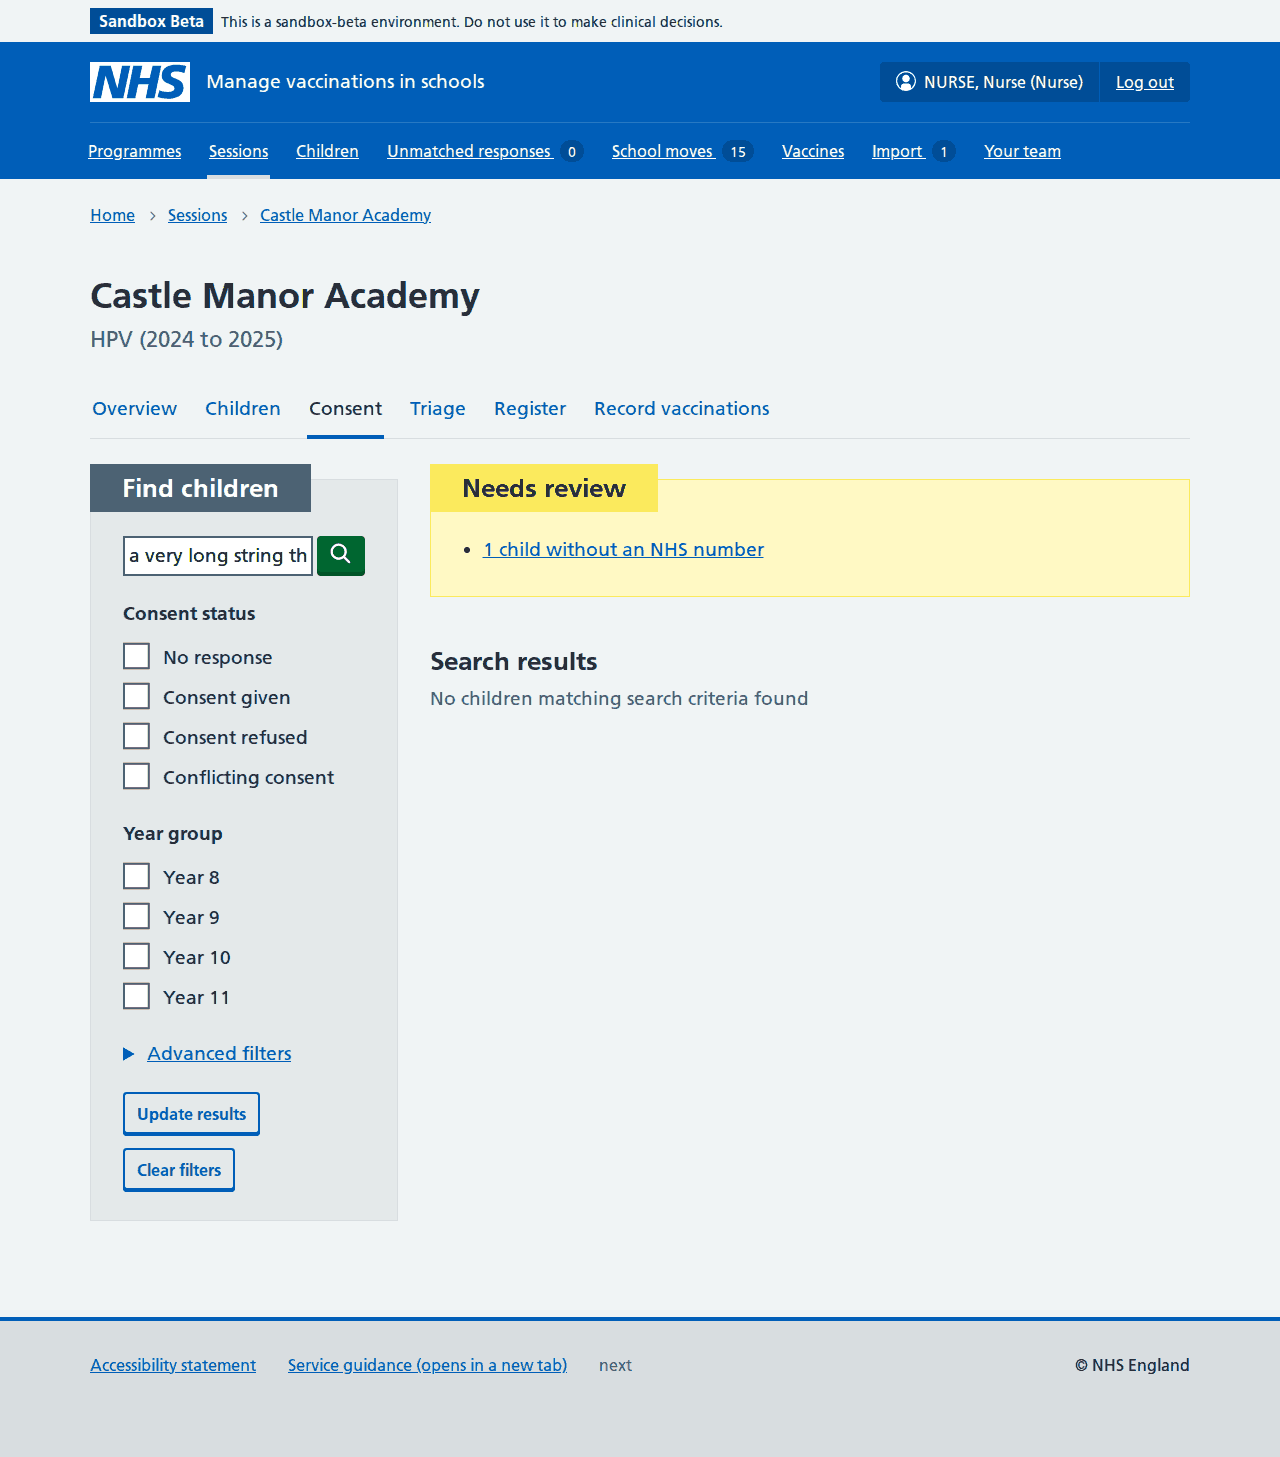 Sandbox Beta This is a sandbox-beta environment. Do not use it to make clinical decisions.
NHS Manage vaccinations in schools NURSE, Nurse (Nurse) Log out
Programmes Sessions Children Unmatched responses 0 School moves 15 Vaccines Import 1 Your team
Home Sessions Castle Manor Academy
Castle Manor Academy
HPV (2024 to 2025)
Overview Children Consent Triage Register Record vaccinations
Find children
a very long string th
Consent status
No response
Consent given
Consent refused
Conflicting consent
Year group
Year 8
Year 9
Year 10
Year 11
Advanced filters
Update results
Clear filters
Needs review
1 child without an NHS number
Search results
No children matching search criteria found
Accessibility statement Service guidance (opens in a new tab) next © NHS England